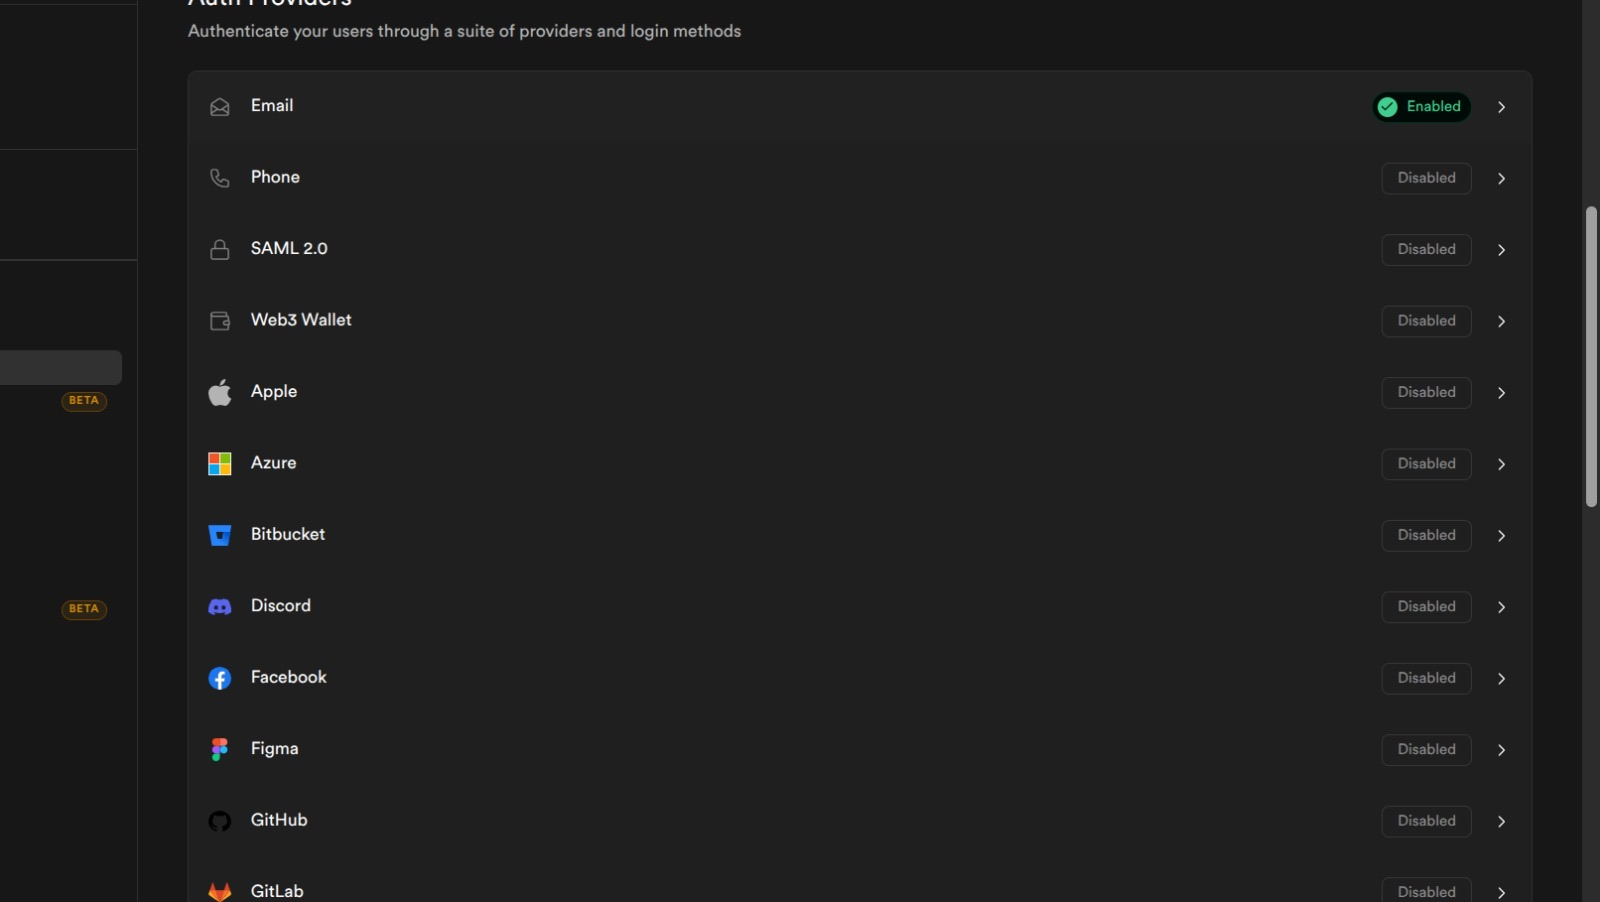 Auth Providers
Authenticate your users through a suite of providers and login methods
Email
Enabled
Phone
Disabled
SAML 2.0
Disabled
Web3 Wallet
Disabled
Apple
Disabled
BETA
Azure
Disabled
Bitbucket
Disabled
Discord
Disabled
BETA
Facebook
Disabled
Figma
Disabled
GitHub
Disabled
GitLab
Disabled